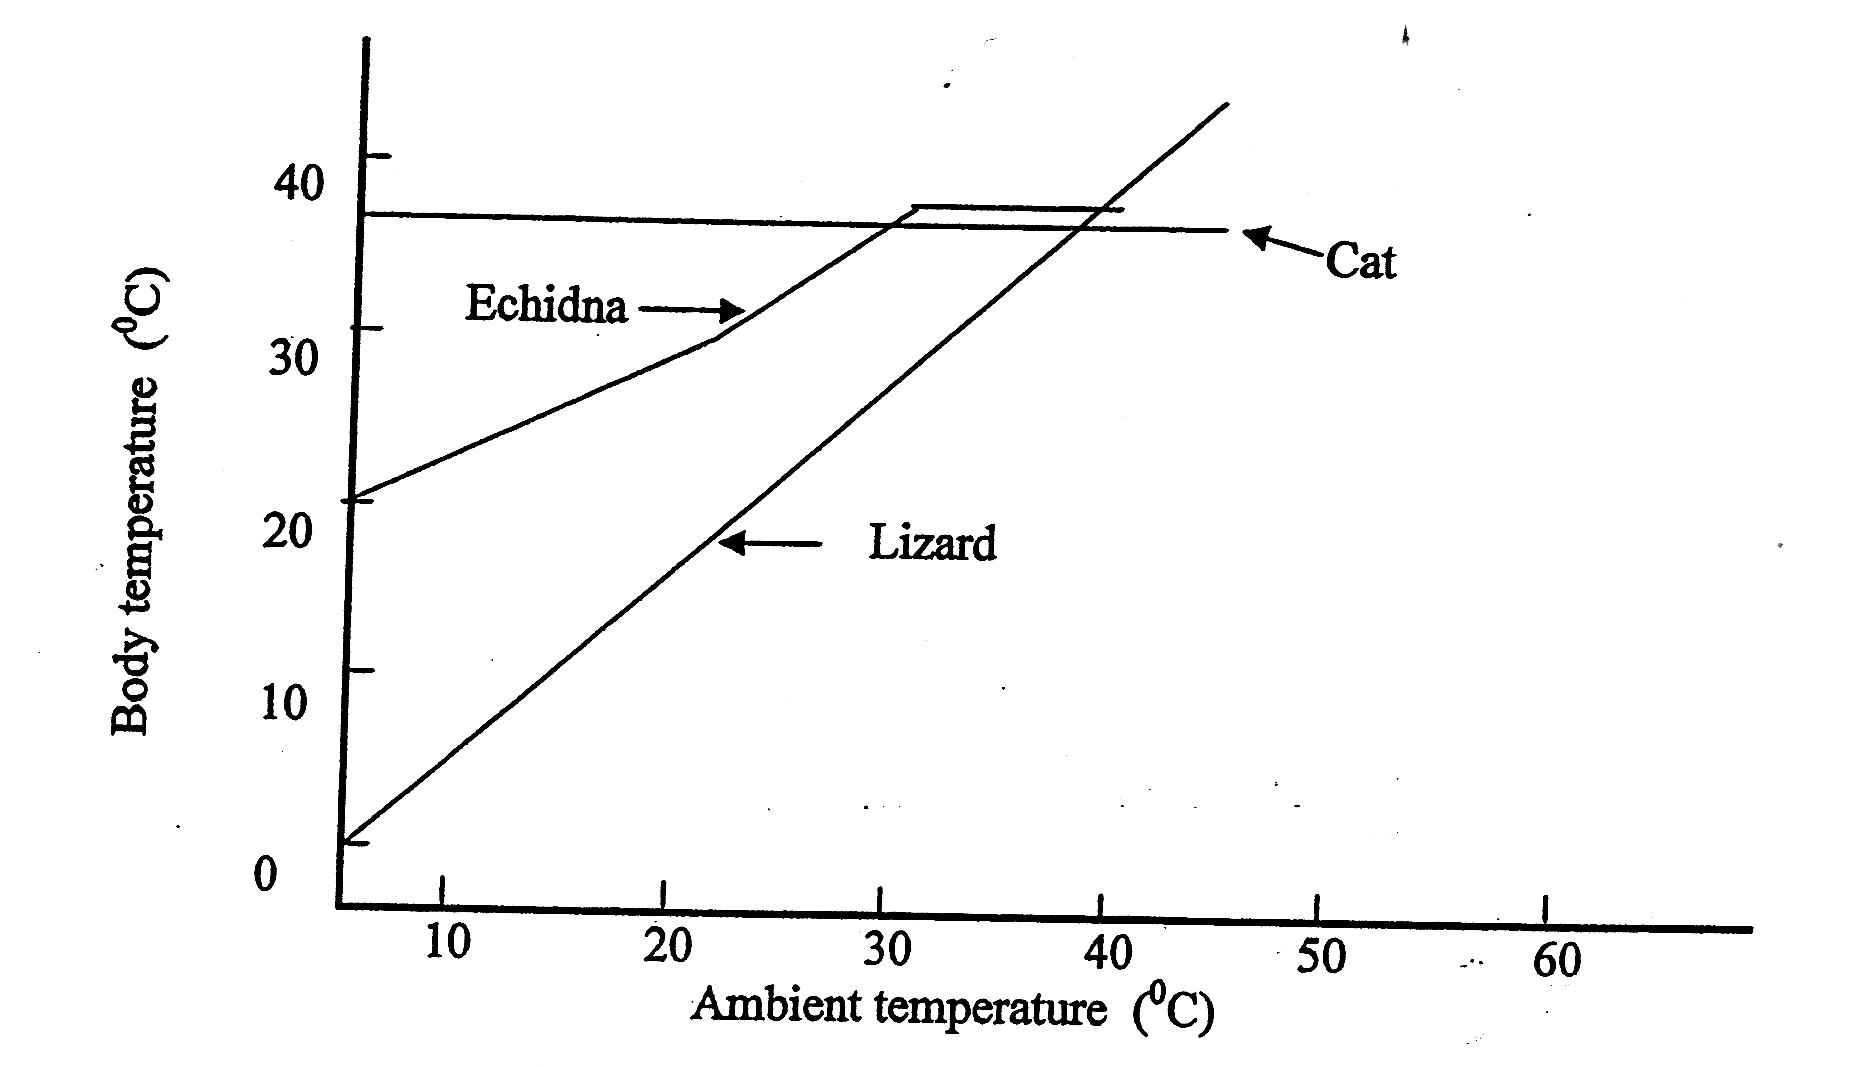 40
Cat
Echidna
30
20
Lizard
10
0
10 20 30 40 50 60
Ambient temperature (⁰C)
Body temperature (⁰C)